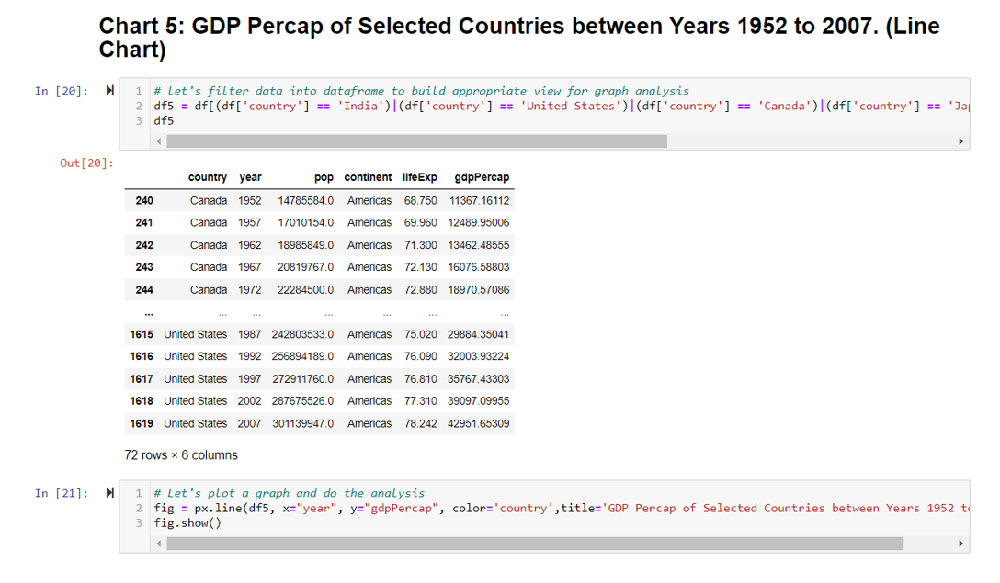 Chart 5: GDP Percap of Selected Countries between Years 1952 to 2007. (Line
Chart)
In [20]:
1 # Let's filter data into dataframe to build appropriate view for graph analysis
2 df5 = df[(df['country'] == 'India')|(df['country'] == 'United States')|(df['country'] == 'Canada')|(df['country'] == 'Ja
3 df5
Out[20]:
country year pop continent lifeExp gdpPercap
240 Canada 1952 14785584.0 Americas 68.750 11367.16112
241 Canada 1957 17010154.0 Americas 69.960 12489.95006
242 Canada 1962 18985849.0 Americas 71.300 13462.48555
243 Canada 1967 20819767.0 Americas 72.130 16076.58803
244 Canada 1972 22284500.0 Americas 72.880 18970.57086
... ... ... ... ... ... ...
1615 United States 1987 242803533.0 Americas 75.020 29884.35041
1616 United States 1992 256894189.0 Americas 76.090 32003.93224
1617 United States 1997 272911760.0 Americas 76.810 35767.43303
1618 United States 2002 287675526.0 Americas 77.310 39097.09955
1619 United States 2007 301139947.0 Americas 78.242 42951.65309
72 rows × 6 columns
In [21]:
1 # Let's plot a graph and do the analysis
2 fig = px.line(df5, x="year", y="gdpPercap", color='country',title='GDP Percap of Selected Countries between Years 1952 t
3 fig.show()